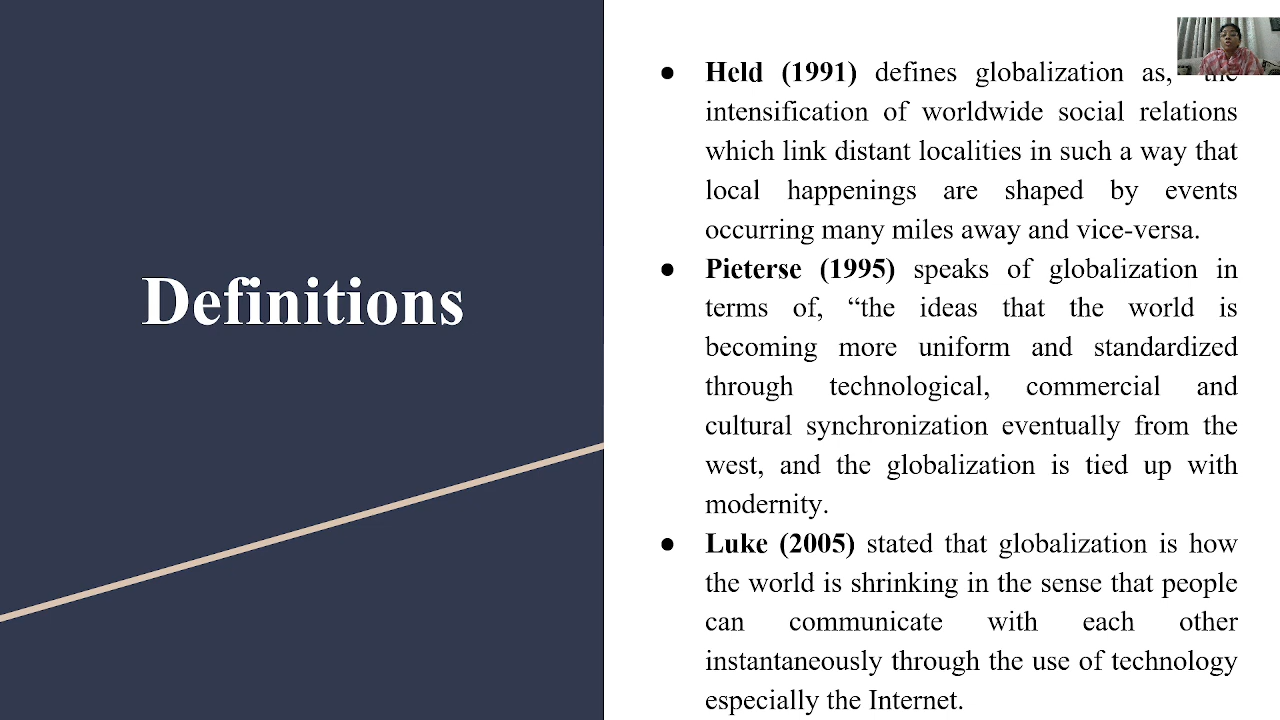 Definitions
● Held (1991) defines globalization as, the
intensification of worldwide social relations
which link distant localities in such a way that
local happenings are shaped by events
occurring many miles away and vice-versa.
● Pieterse (1995) speaks of globalization in
terms of, “the ideas that the world is
becoming more uniform and standardized
through technological, commercial and
cultural synchronization eventually from the
west, and the globalization is tied up with
modernity.
● Luke (2005) stated that globalization is how
the world is shrinking in the sense that people
can communicate with each other
instantaneously through the use of technology
especially the Internet.